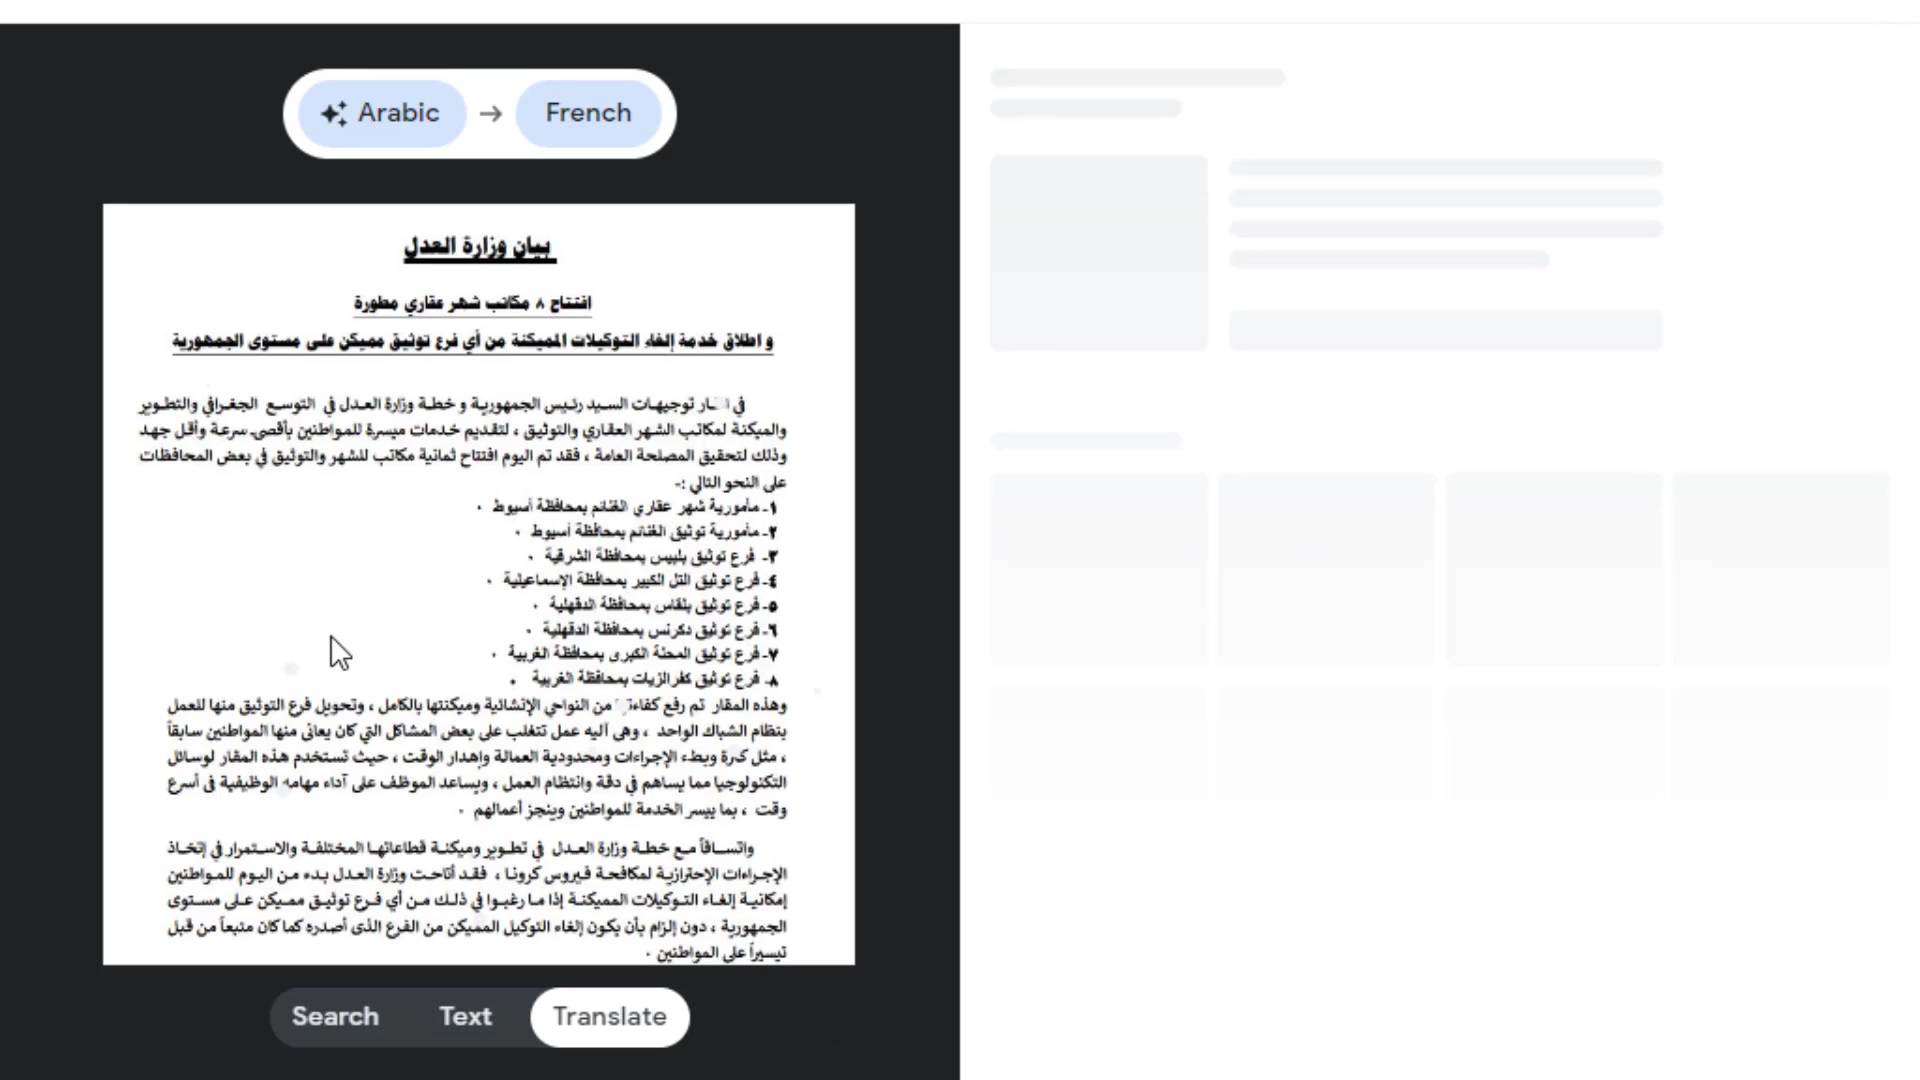 Arabic → French
بيان وزارة العدل
افتتاح ٨ مكاتب شهر عقاري مطورة
و اطلاق خدمة إلغاء التوكيلات المميكنة من أي فرع توثيق مميكن على مستوى الجمهورية
في توجيهات السيد رئيس الجمهورية و خطة وزارة العدل في التوسع الجغرافي والتطوير
والميكنة لمكاتب الشهر العقاري والتوثيق ، لتقديم خدمات ميسرة للمواطنين بأقصى سرعة وأقل جهد
وذلك لتحقيق المصلحة العامة ، فقد تم اليوم افتتاح ثمانية مكاتب للشهر والتوثيق في بعض المحافظات
على النحو التالي :-
١- مأمورية شهر عقاري الغنائم بمحافظة أسيوط .
٢- مأمورية توثيق الغنائم بمحافظة أسيوط .
٣- فرع توثيق بلبيس بمحافظة الشرقية .
٤- فرع توثيق التل الكبير بمحافظة الإسماعيلية .
٥- فرع توثيق بلقاس بمحافظة الدقهلية .
٦- فرع توثيق دكرنس بمحافظة الدقهلية .
٧- فرع توثيق المحلة الكبرى بمحافظة الغربية .
٨- فرع توثيق كفر الزيات بمحافظة الغربية .
وهذه المقار تم رفع كفاءتها من النواحي الإنشائية وميكنتها بالكامل ، وتحويل فرع التوثيق منها للعمل
بنظام الشباك الواحد ، وهى آليه عمل تتغلب على بعض المشاكل التي كان يعانى منها المواطنين سابقاً
، مثل كثرة وبطء الإجراءات ومحدودية العمالة وإهدار الوقت ، حيث تستخدم هذه المقار لوسائل
التكنولوجيا مما يساهم في دقة وانتظام العمل ، ويساعد الموظف على آداء مهامه الوظيفية فى أسرع
وقت ، بما ييسر الخدمة للمواطنين وينجز أعمالهم .
واتساقاً مع خطة وزارة العدل في تطوير وميكنة قطاعاتها المختلفة والاستمرار في إتخاذ
الإجراءات الإحترازية لمكافحة فيروس كرونا ، فقد أتاحت وزارة العدل بدء من اليوم للمواطنين
إمكانية إلغاء التوكيلات المميكنة إذا ما رغبوا في ذلك من أي فرع توثيق مميكن على مستوى
الجمهورية ، دون إلزام بأن يكون إلغاء التوكيل المميكن من الفرع الذى أصدره كما كان متبعاً من قبل
تيسيراً على المواطنين .
Search Text Translate